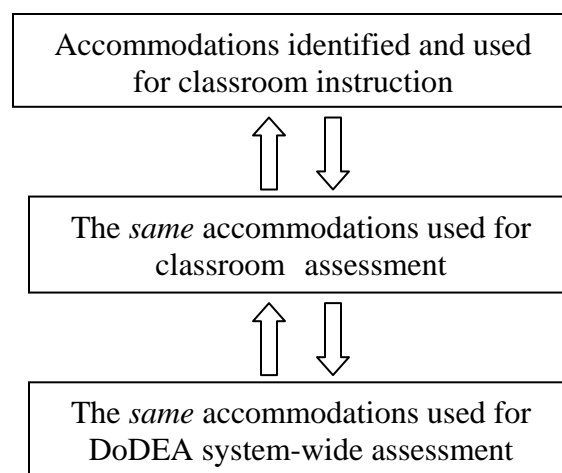 Accommodations identified and used
for classroom instruction
The same accommodations used for
classroom assessment
The same accommodations used for
DoDEA system-wide assessment